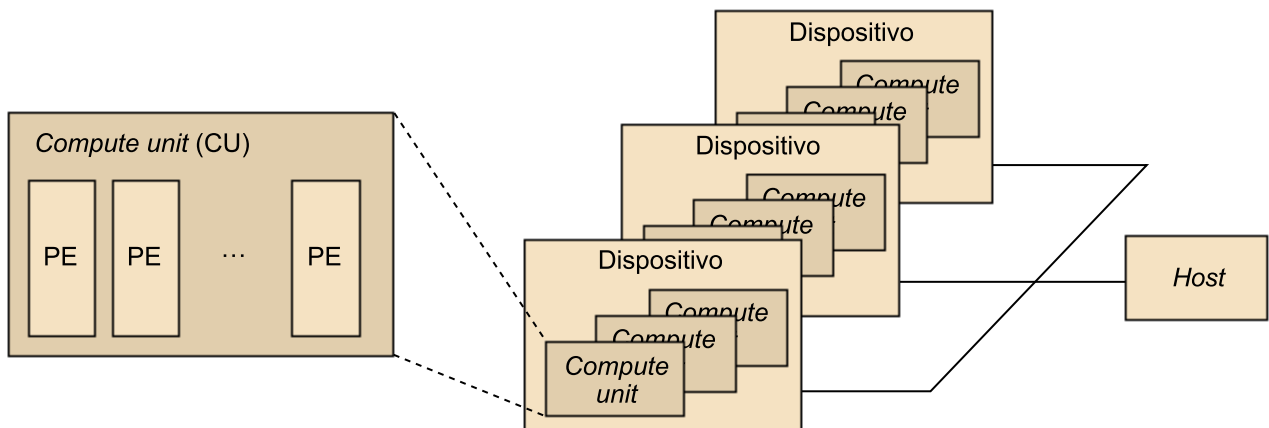 Compute unit (CU)
PE
PE
...
PE
Dispositivo
Compute
Compute
Dispositivo
Compute
Compute
Dispositivo
Compute
Compute
Compute
unit
Host